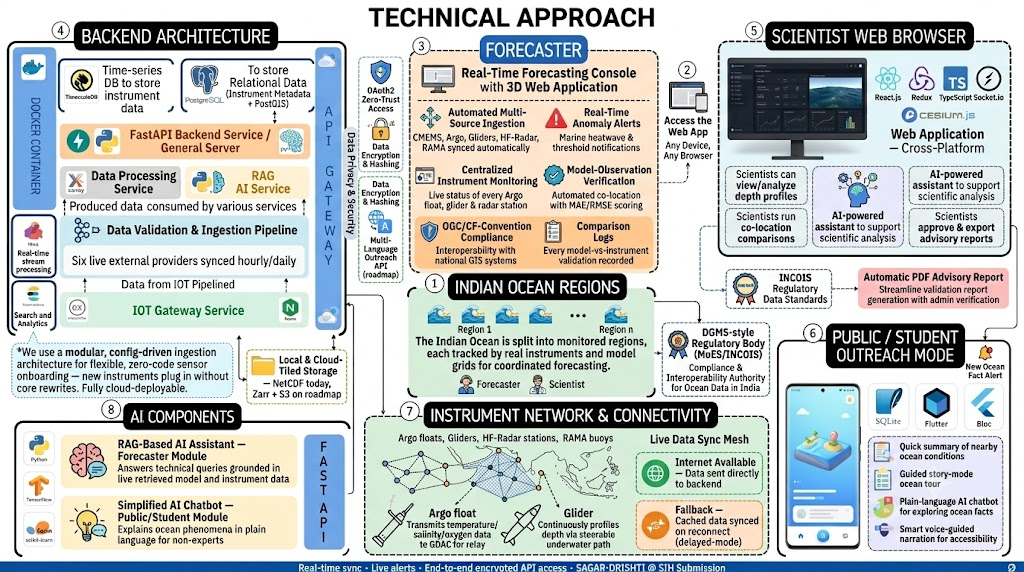 TECHNICAL APPROACH
4
BACKEND ARCHITECTURE
DOCKER CONTAINER
Time-series
DB to store
instrument
data
PostgreSQL
To store
Relational Data
(Instrument Metadata
+ PostGIS)
FastAPI Backend Service /
General Server
xarray
Data Processing
Service
RAG
AI Service
Produced data consumed by various services
Data Validation & Ingestion Pipeline
Six live external providers synced hourly/daily
Data from IOT Pipelined
IOT Gateway Service
ex
Real-time
stream
processing
Search and
Analytics
API GATEWAY
*We use a modular, config-driven ingestion
architecture for flexible, zero-code sensor
onboarding — new instruments plug in without
core rewrites. Fully cloud-deployable.
Local & Cloud-
Tiled Storage
— NetCDF today,
Zarr + S3 on roadmap
Data Privacy & Security
OAuth2
Zero-Trust
Access
Data
Encryption
& Hashing
Data
Encryption
& Hashing
Multi-
Language
Outreach
API
(roadmap)
3
FORECASTER
Real-Time Forecasting Console
with 3D Web Application
Automated Multi-
Source Ingestion
CMEMS, Argo, Gliders, HF-Radar,
RAMA synced automatically
Real-Time
Anomaly Alerts
Marine heatwave &
threshold notifications
Centralized
Instrument Monitoring
Live status of every Argo
float, glider & radar station
Model-Observation
Verification
Automated co-location
with MAE/RMSE scoring
OGC/CF-Convention
Compliance
Interoperability with
national GTS systems
Comparison
Logs
Every model-vs-instrument
validation recorded
2
Access the
Web App
Any Device,
Any Browser
5
SCIENTIST WEB BROWSER
React.js
Redux
TS
TypeScript
Socket.io
CESIUM.js
Web Application
— Cross-Platform
Scientists can
view/analyze
depth profiles
Scientists run
co-location
comparisons
AI-powered
assistant to support
scientific analysis
AI-powered
assistant to support
scientific analysis
Scientists
approve & export
advisory reports
INCOIS
Regulatory
Data Standards
Automatic PDF Advisory Report
Streamline validation report
generation with admin verification
1
INDIAN OCEAN REGIONS
Region 1
...
Region n
The Indian Ocean is split into monitored regions,
each tracked by real instruments and model
grids for coordinated forecasting.
Forecaster
Scientist
DGMS-style
Regulatory Body
(MoES/INCOIS)
Compliance &
Interoperability Authority
for Ocean Data in India
6
PUBLIC / STUDENT
OUTREACH MODE
New Ocean
Fact Alert
SQLite
Flutter
Bloc
Quick summary of nearby
ocean conditions
Guided story-mode
ocean tour
Plain-language AI chatbot
for exploring ocean facts
Smart voice-guided
narration for accessibility
7
INSTRUMENT NETWORK & CONNECTIVITY
Argo floats, Gliders, HF-Radar stations, RAMA buoys
Argo float
Transmits temperature/
salinity/oxygen data
te GDAC for relay
Glider
Continuously profiles
depth via steerable
underwater path
Live Data Sync Mesh
Internet Available —
Data sent directly
to backend
Fallback —
Cached data synced
on reconnect
(delayed-mode)
8
AI COMPONENTS
Python
TensorFlow
scikit-learn
RAG-Based AI Assistant —
Forecaster Module
Answers technical queries grounded in
live retrieved model and instrument data
Simplified AI Chatbot —
Public/Student Module
Explains ocean phenomena in plain
language for non-experts
FASTAPI
Real-time sync · Live alerts · End-to-end encrypted API access · SAGAR-DRISHTI @ SIH Submission